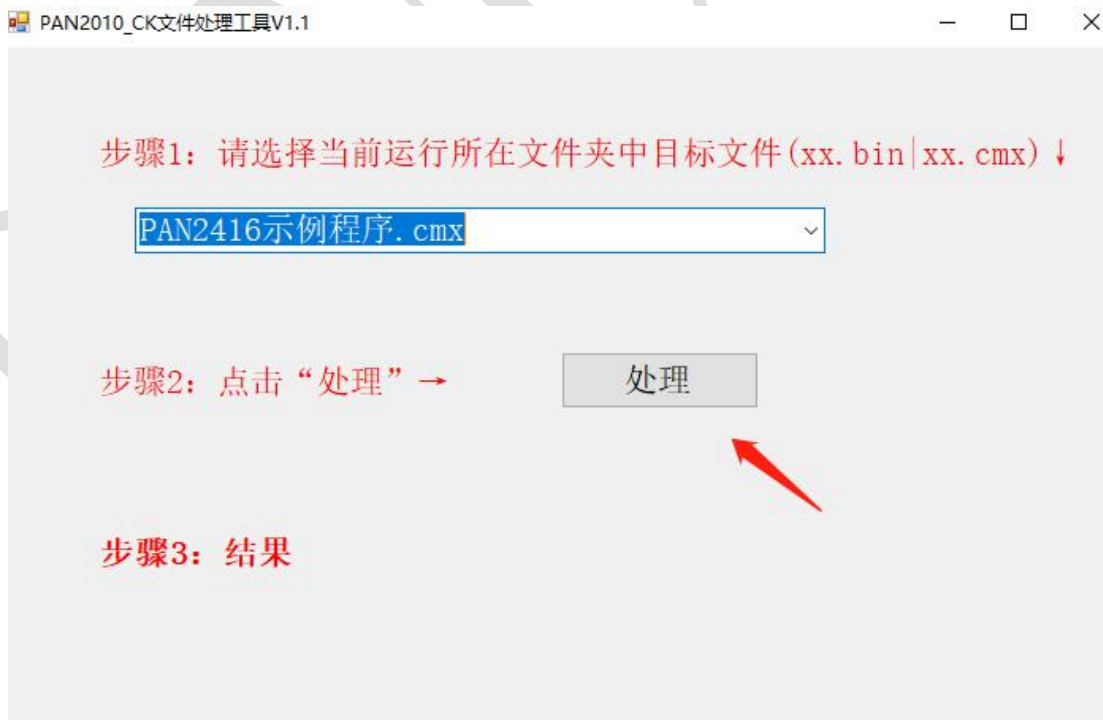 PAN2010_CK文件处理工具V1.1
步骤1：请选择当前运行所在文件夹中目标文件(xx.bin|xx.cmx)↓
PAN2416示例程序.cmx
步骤2：点击“处理”→ 处理
步骤3：结果